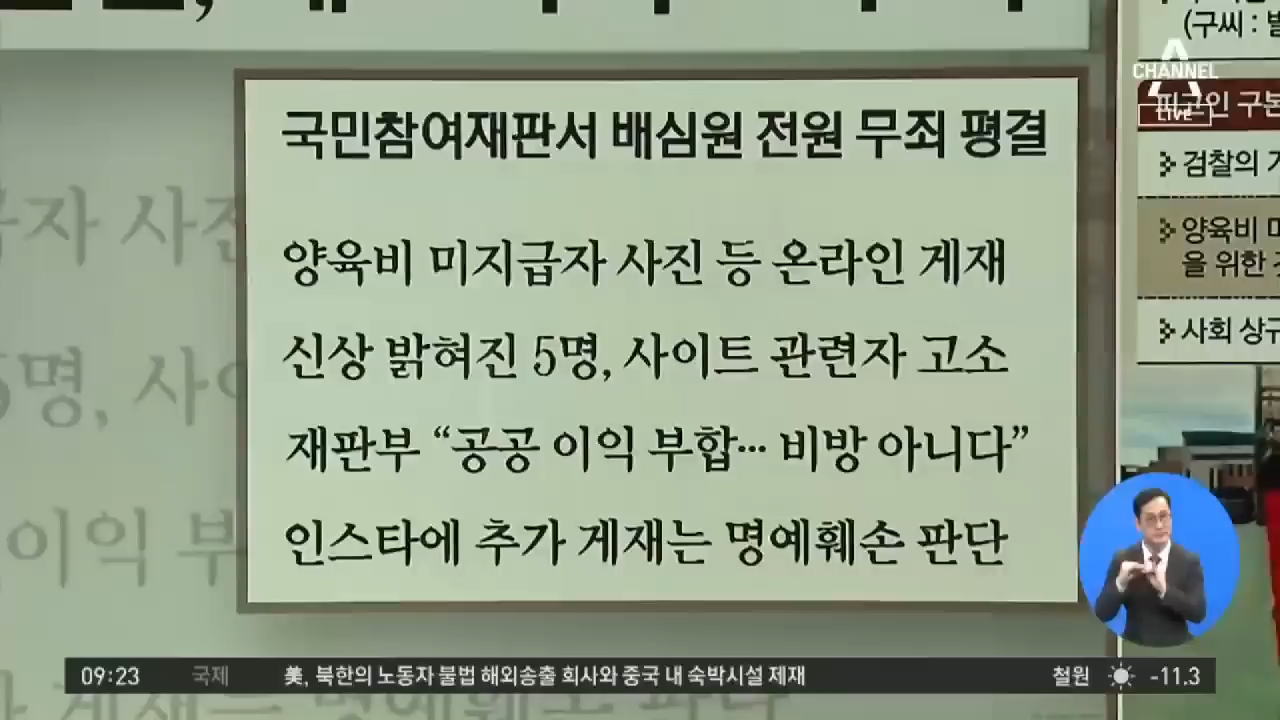 국민참여재판서 배심원 전원 무죄 평결
양육비 미지급자 사진 등 온라인 게재
신상 밝혀진 5명, 사이트 관련자 고소
재판부 “공공 이익 부합… 비방 아니다”
인스타에 추가 게재는 명예훼손 판단
(구씨 :
CHANNEL
LIVE
피고인 구본
검찰의
양육비
을 위한
사회 상규
09:23 국제 美, 북한의 노동자 불법 해외송출 회사와 중국 내 숙박시설 제재 철원 -11.3